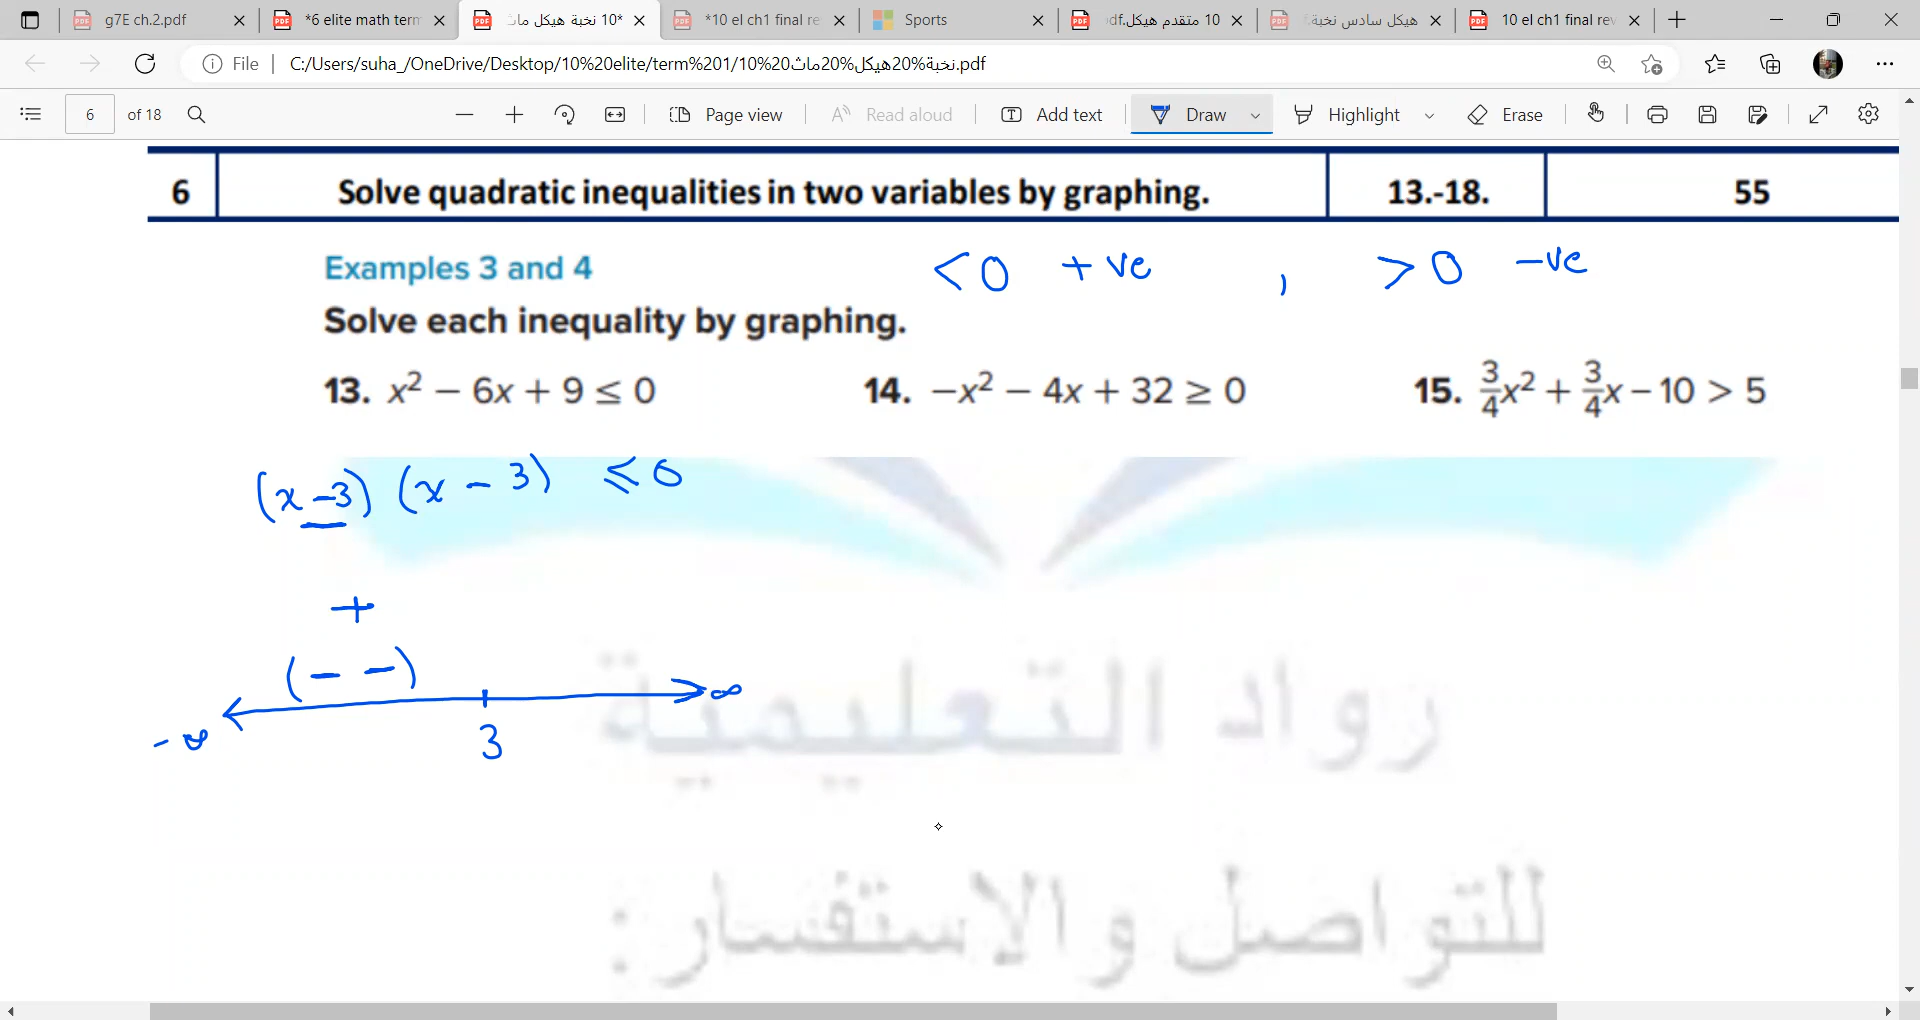 g7E ch.2.pdf
*6 elite math term
*10 نخبة هيكل ماث
*10 el ch1 final re
Sports
10 متقدم هيكل.pdf
هيكل سادس نخبة.
10 el ch1 final rev
File
C:/Users/suha_/OneDrive/Desktop/10%20elite/term%201/10%20نخبة%20هيكل%20ماث.pdf
6 of 18
Page view
Read aloud
Add text
Draw
Highlight
Erase
6 Solve quadratic inequalities in two variables by graphing. 13.-18. 55
Examples 3 and 4
< 0 +ve , > 0 -ve
Solve each inequality by graphing.
13. x² − 6x + 9 ≤ 0
14. −x² − 4x + 32 ≥ 0
15. 3/4x² + 3/4x − 10 > 5
(x − 3) (x − 3) ≤ 0
+
(− −)
-∞ 3 ∞
رواد التعليمية
للتواصل والاستفسار: